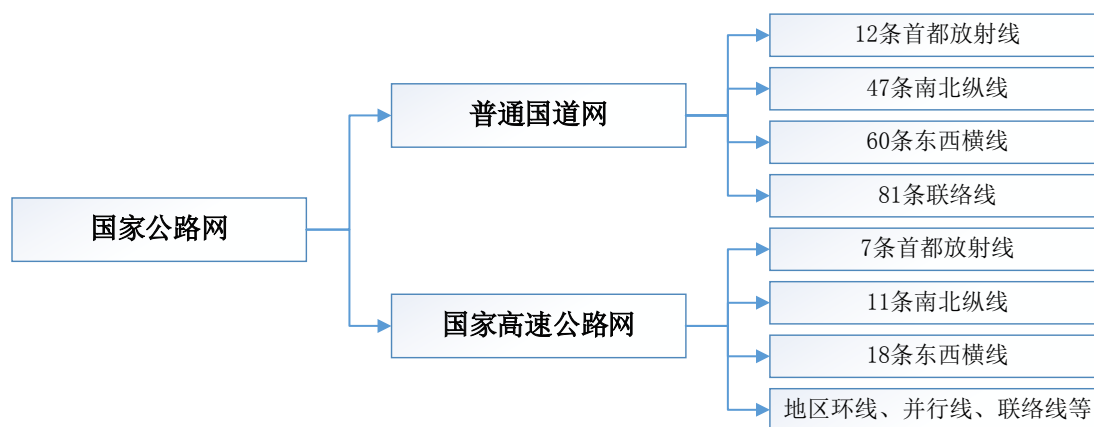 国家公路网
普通国道网
12条首都放射线
47条南北纵线
60条东西横线
81条联络线
国家高速公路网
7条首都放射线
11条南北纵线
18条东西横线
地区环线、并行线、联络线等